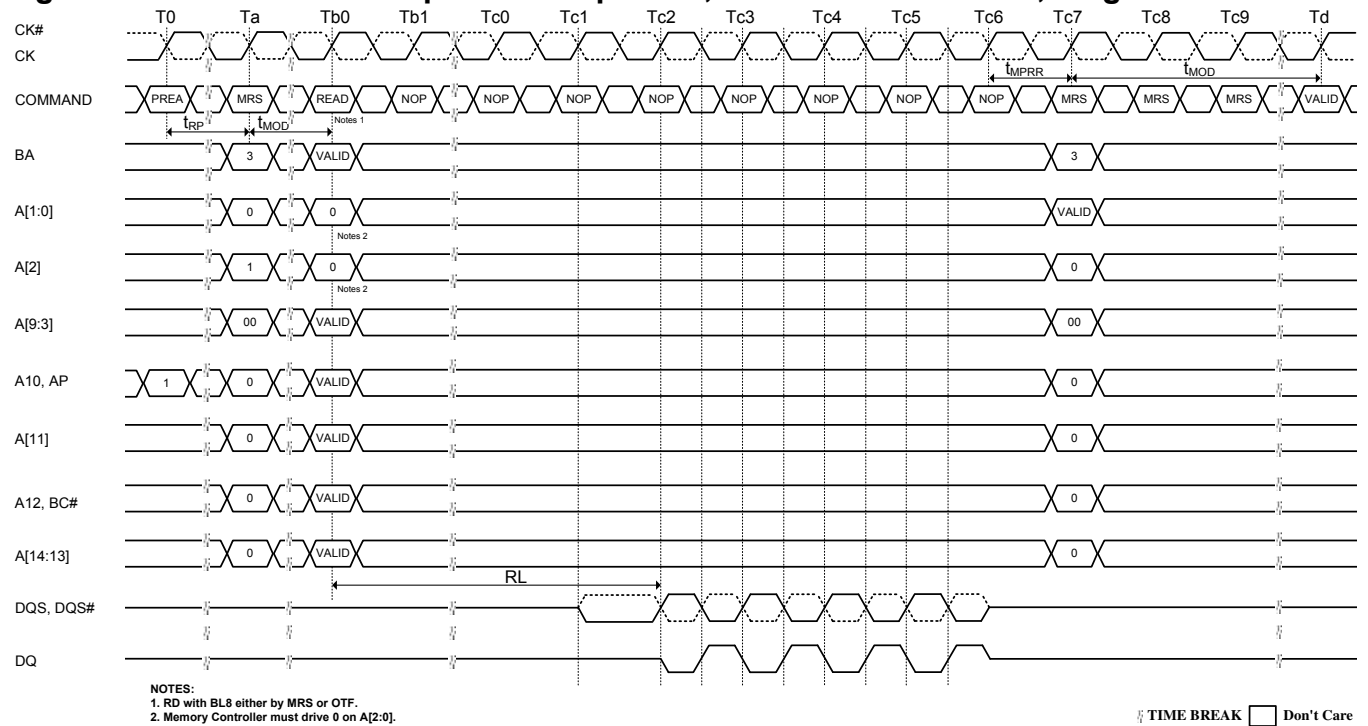 T0 Ta Tb0 Tb1 Tc0 Tc1 Tc2 Tc3 Tc4 Tc5 Tc6 Tc7 Tc8 Tc9 Td
CK#
CK
tMPRR tMOD
COMMAND PREA MRS READ NOP NOP NOP NOP NOP NOP NOP NOP MRS MRS MRS VALID
Notes 1
tRP tMOD
BA 3 VALID 3
A[1:0] 0 0 VALID
Notes 2
A[2] 1 0 0
Notes 2
A[9:3] 00 VALID 00
A10, AP 1 0 VALID 0
A[11] 0 VALID 0
A12, BC# 0 VALID 0
A[14:13] 0 VALID 0
RL
DQS, DQS#
DQ
NOTES:
1. RD with BL8 either by MRS or OTF.
2. Memory Controller must drive 0 on A[2:0].
TIME BREAK Don't Care